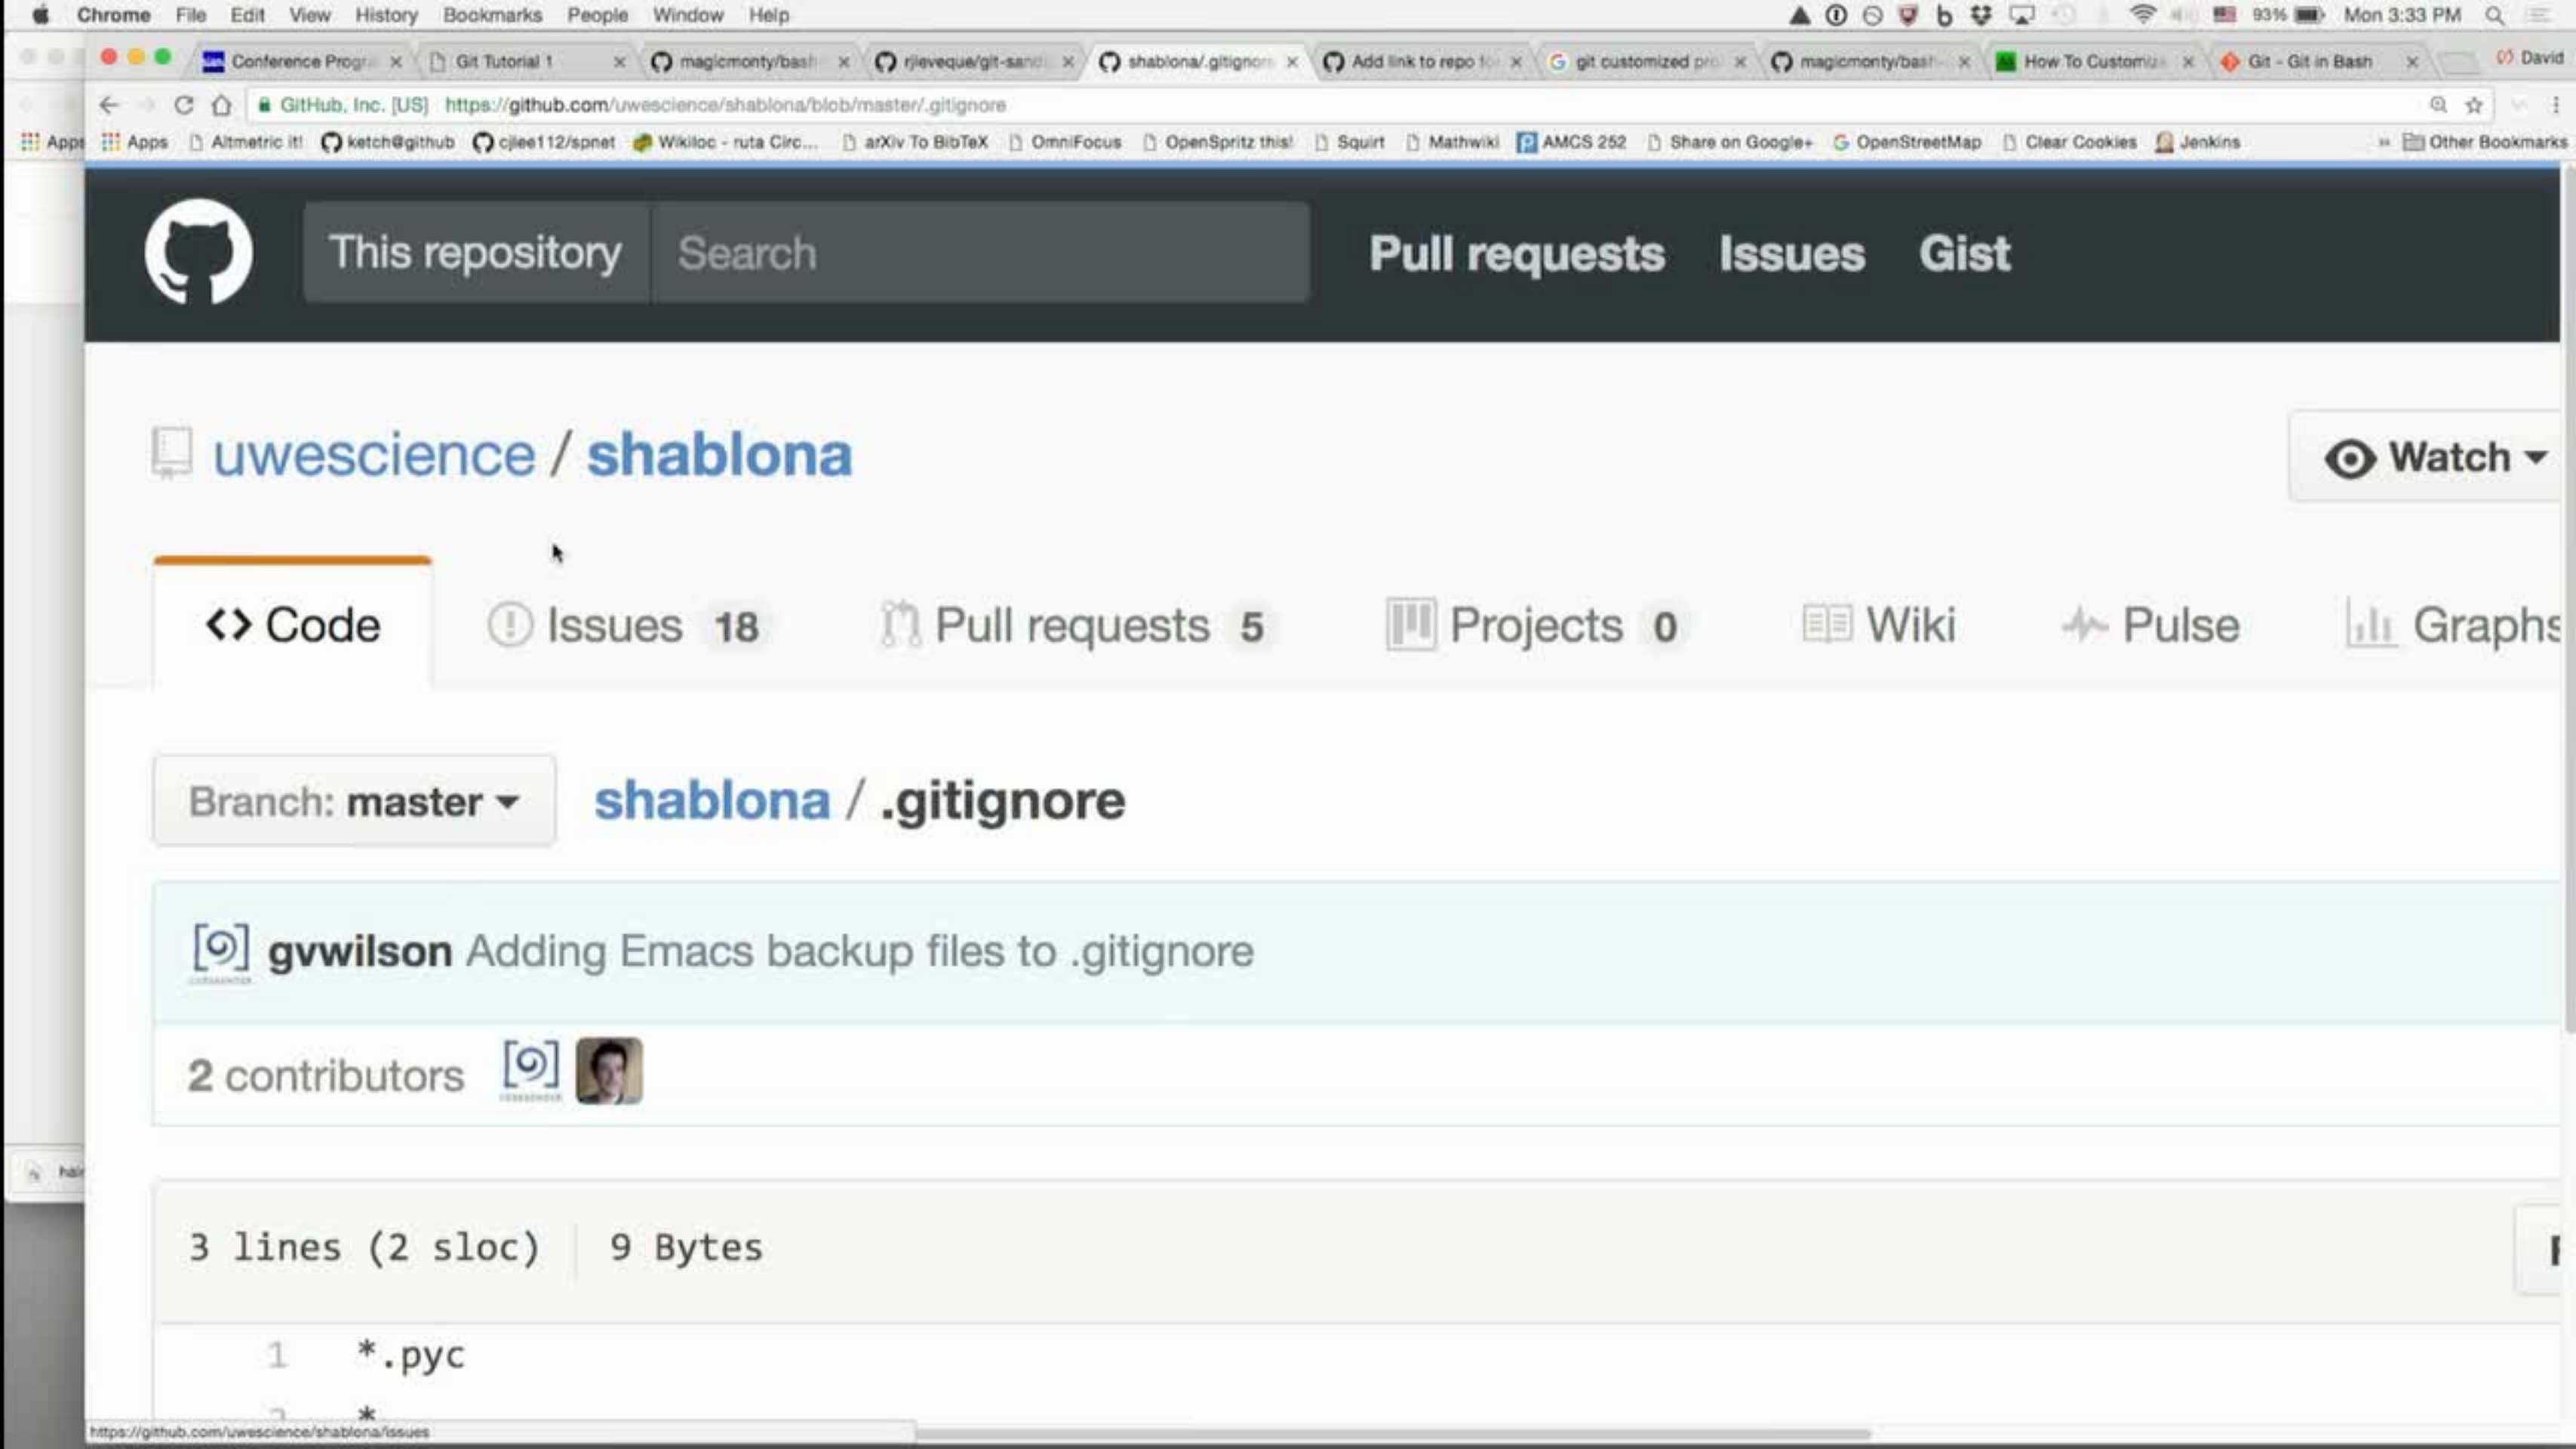 Chrome File Edit View History Bookmarks People Window Help 93% Mon 3:33 PM
Conference Progra Git Tutorial 1 magicmonty/bash rjleveque/git-sand shablona/.gitignore Add link to repo for git customized pro magicmonty/bash- How To Customiz Git - Git in Bash David
GitHub, Inc. [US] https://github.com/uwescience/shablona/blob/master/.gitignore
Apps Apps Altmetric it! ketch@github cjlee112/spnet Wikiloc - ruta Circ... arXiv To BibTeX OmniFocus OpenSpritz this! Squirt Mathwiki AMCS 252 Share on Google+ OpenStreetMap Clear Cookies Jenkins » Other Bookmarks
This repository Search Pull requests Issues Gist
uwescience / shablona Watch
<> Code Issues 18 Pull requests 5 Projects 0 Wiki Pulse Graphs
Branch: master shablona / .gitignore
gvwilson Adding Emacs backup files to .gitignore
2 contributors
3 lines (2 sloc) 9 Bytes
1 *.pyc
https://github.com/uwescience/shablona/issues